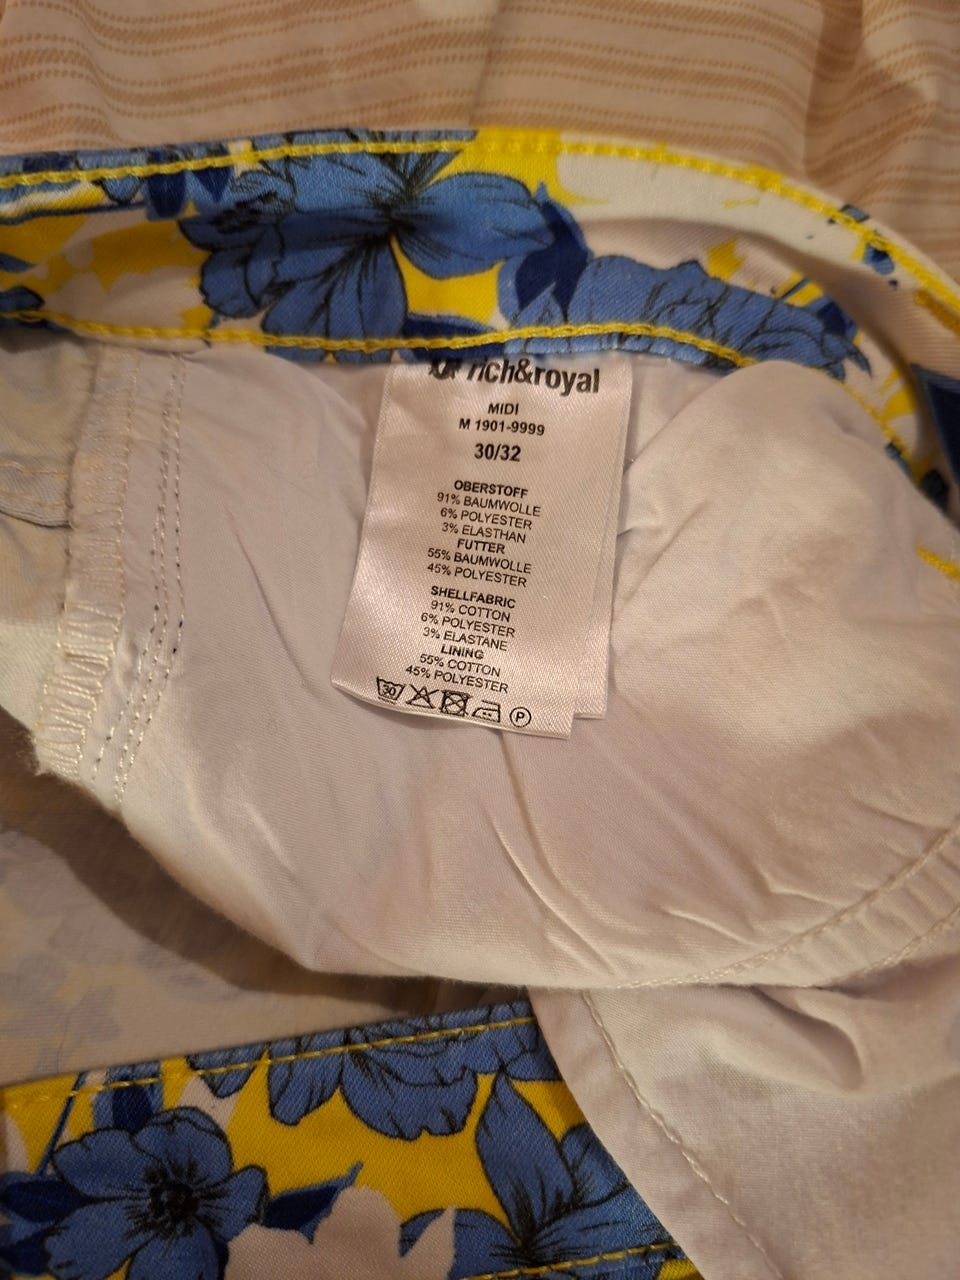 rich&royal
MIDI
M 1901-9999
30/32
OBERSTOFF
91% BAUMWOLLE
6% POLYESTER
3% ELASTHAN
FUTTER
55% BAUMWOLLE
45% POLYESTER
SHELLFABRIC
91% COTTON
6% POLYESTER
3% ELASTANE
LINING
55% COTTON
45% POLYESTER
30 P